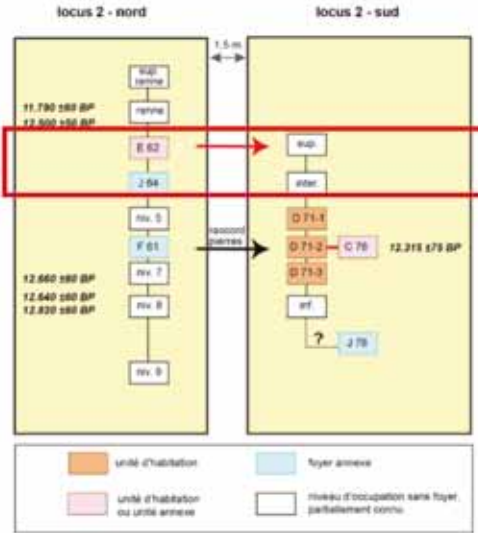 locus 2 - nord
locus 2 - sud
1,5 m
sup.
renne
renne
11.790 ±60 BP
12.500 ±50 BP
E 62
J 64
niv. 5
F 61
niv. 7
niv. 8
12.660 ±60 BP
12.640 ±60 BP
12.830 ±60 BP
niv. 9
raccord
pierres
sup.
inter.
D 71-1
D 71-2
C 76
12.315 ±75 BP
D 71-3
inf.
?
J 78
unité d'habitation
foyer annexe
unité d'habitation
ou unité annexe
niveau d'occupation sans foyer,
partiellement connu